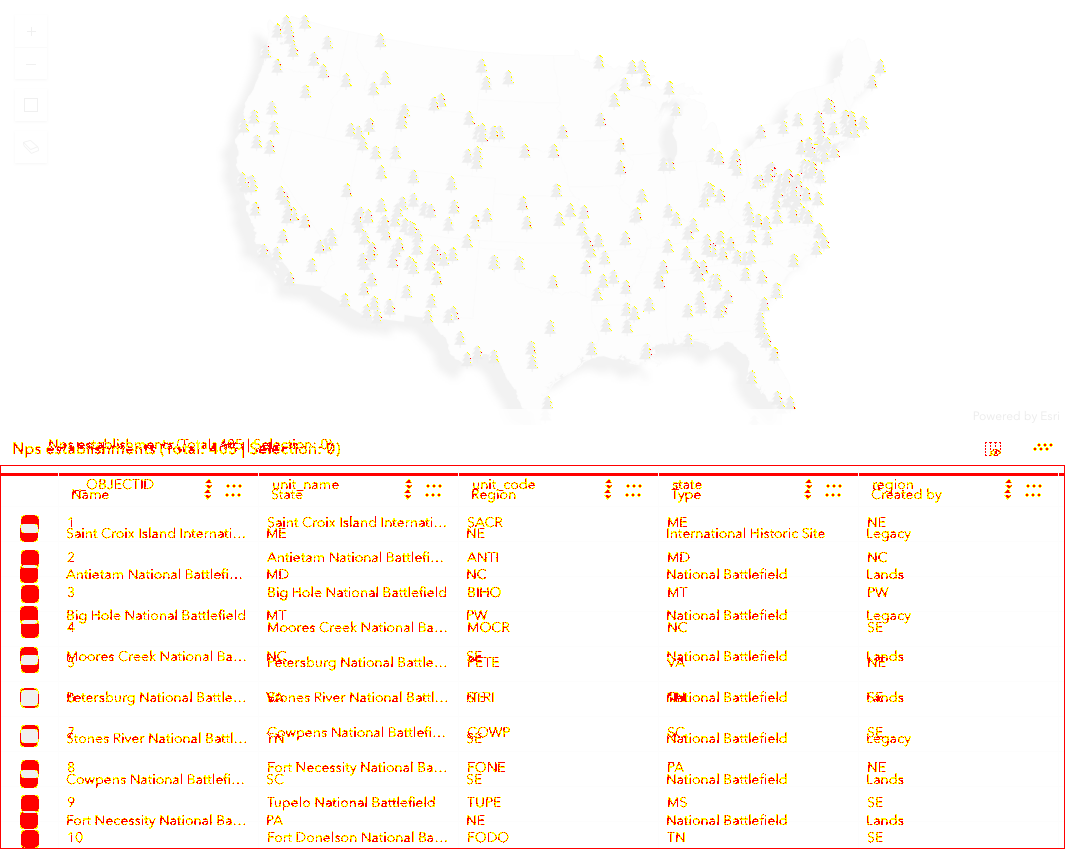 Powered by Esri
Nps establishments (Total: 405 | Selection: 0)
Nps establishments (Total: 405 | Selection: 0)
OBJECTID unit_name unit_code state region
Name State Region Type Created by
1 Saint Croix Island Internati... SACR ME NE
Saint Croix Island Internati... ME NE International Historic Site Legacy
2 Antietam National Battlefi... ANTI MD NC
Antietam National Battlefi... MD NC National Battlefield Lands
3 Big Hole National Battlefield BIHO MT PW
Big Hole National Battlefield MT PW National Battlefield Legacy
4 Moores Creek National Ba... MOCR NC SE
Moores Creek National Ba... NC SE National Battlefield Lands
Petersburg National Battle... PETE VA NE
Petersburg National Battle... VA National Battlefield Lands
Stones River National Battl...
7 Cowpens National Battlefi... COWP SC SE
Stones River National Battl... TN SE National Battlefield Legacy
8 Fort Necessity National Ba... FONE PA NE
Cowpens National Battlefi... SC SE National Battlefield Lands
9 Tupelo National Battlefield TUPE MS SE
Fort Necessity National Ba... PA NE National Battlefield Lands
10 Fort Donelson National Ba... FODO TN SE